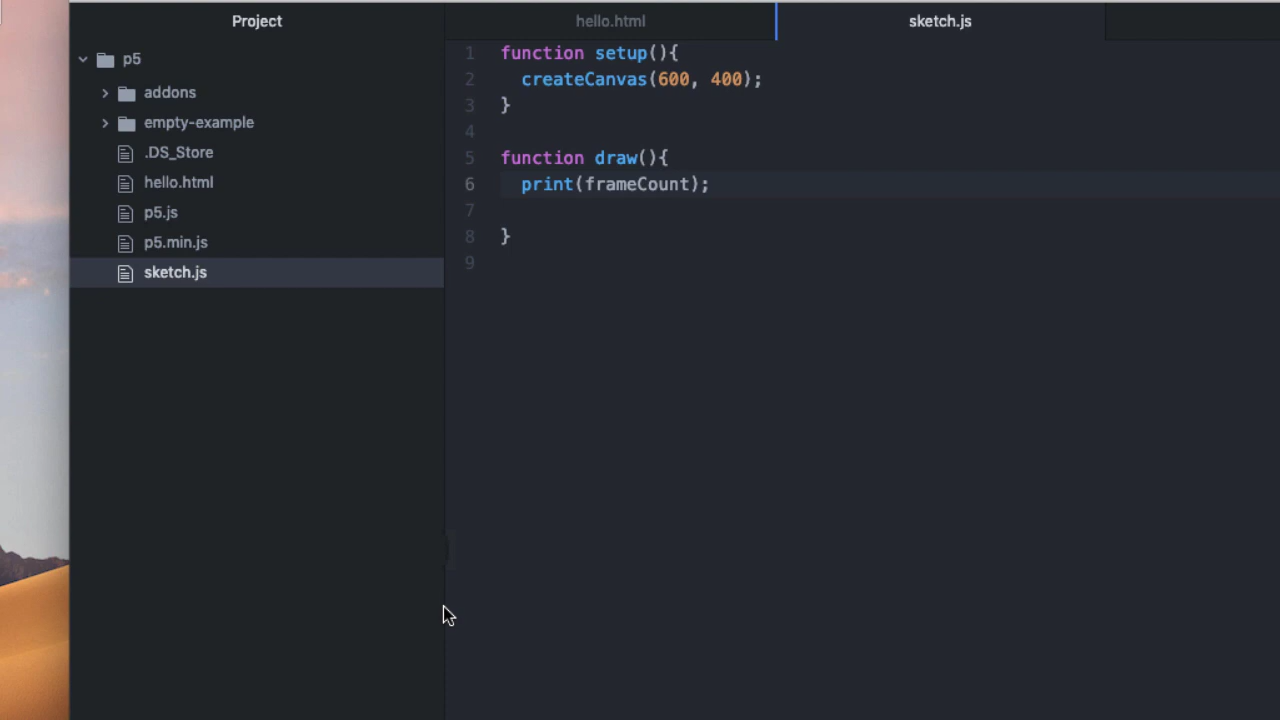 Project
p5
addons
empty-example
.DS_Store
hello.html
p5.js
p5.min.js
sketch.js
hello.html
sketch.js
1 function setup(){
2   createCanvas(600, 400);
3 }
4
5 function draw(){
6   print(frameCount);
7
8 }
9